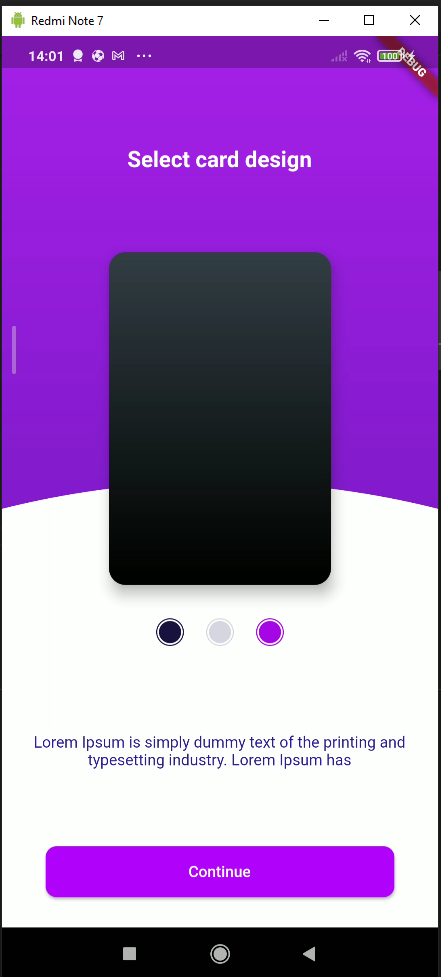 Redmi Note 7
14:01
100
DEBUG
Select card design
Lorem Ipsum is simply dummy text of the printing and
typesetting industry. Lorem Ipsum has
Continue